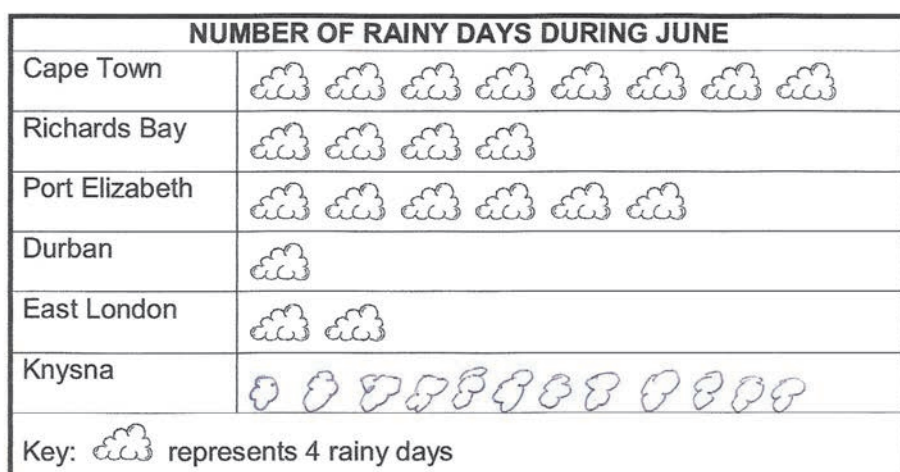 NUMBER OF RAINY DAYS DURING JUNE
Cape Town
Richards Bay
Port Elizabeth
Durban
East London
Knysna
Key: represents 4 rainy days